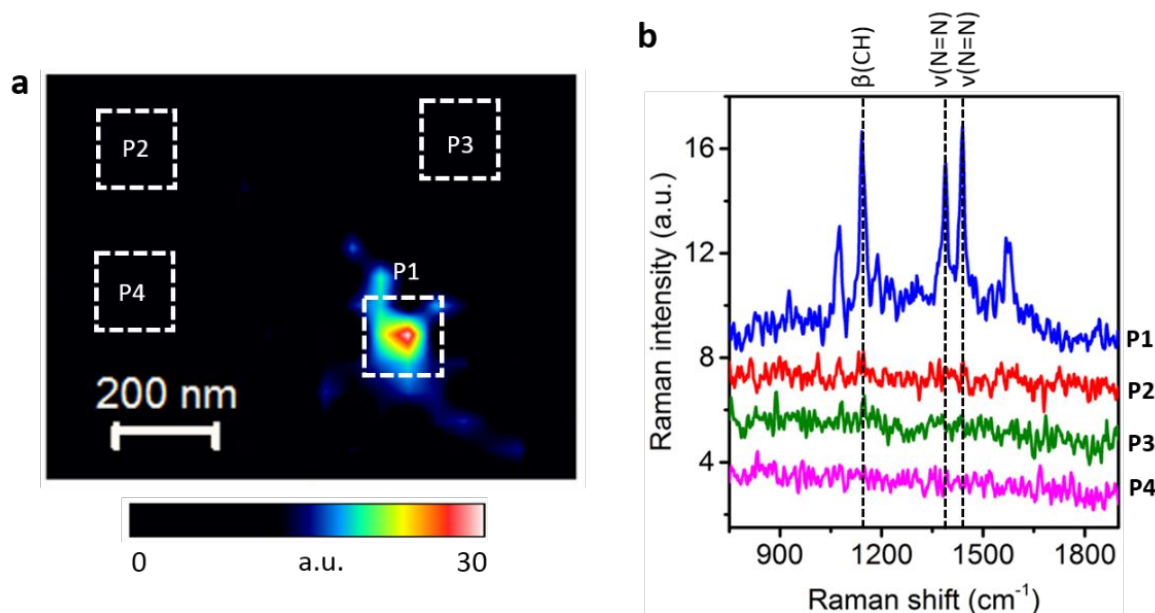 a
P2
P3
P4
P1
200 nm
0
a.u.
30
b
β(CH)
ν(N=N)
ν(N=N)
Raman intensity (a.u.)
16
12
8
4
P1
P2
P3
P4
900
1200
1500
1800
Raman shift (cm⁻¹)